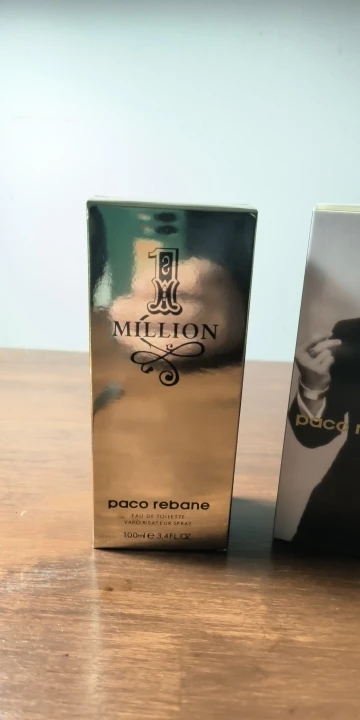 1
MILLION
paco rebane
EAU DE TOILETTE
VAPORISATEUR SPRAY
100ml e 3,4 FL.OZ.
paco r